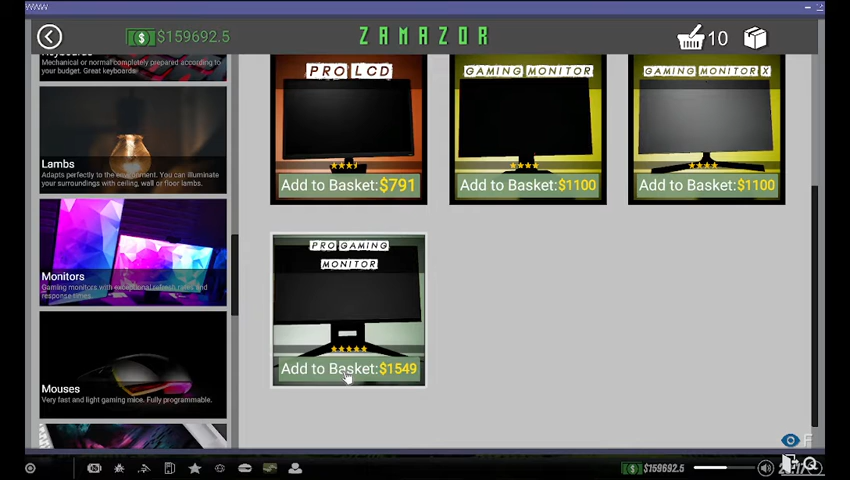 WWW
$159692.5
ZAMAZOR
10
Keyboards
Mechanical or normal completely prepared according to
your budget. Great keyboards.
Lambs
Adapts perfectly to the environment. You can illuminate
your surroundings with ceiling, wall or floor lambs.
Monitors
Gaming monitors with exceptional refresh rates and
response times.
Mouses
Very fast and light gaming mice. Fully programmable.
PRO LCD
Add to Basket:$791
GAMING MONITOR
Add to Basket:$1100
GAMING MONITOR X
Add to Basket:$1100
PRO GAMING
MONITOR
Add to Basket:$1549
F
$159692.5